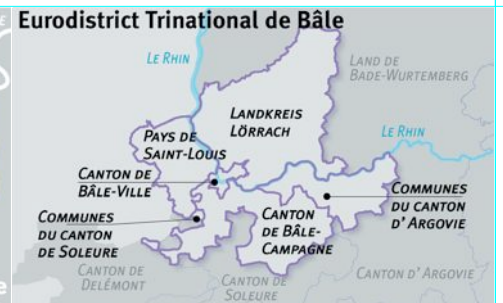 Eurodistrict Trinational de Bâle
LE RHIN
LAND DE
BADE-WURTEMBERG
LANDKREIS
LÖRRACH
PAYS DE
SAINT-LOUIS
LE RHIN
CANTON DE
BÂLE-VILLE
COMMUNES
DU CANTON
D'ARGOVIE
COMMUNES
DU CANTON
DE SOLEURE
CANTON
DE BÂLE-
CAMPAGNE
CANTON DE
DELÉMONT
CANTON DE
SOLEURE
CANTON D'ARGOVIE